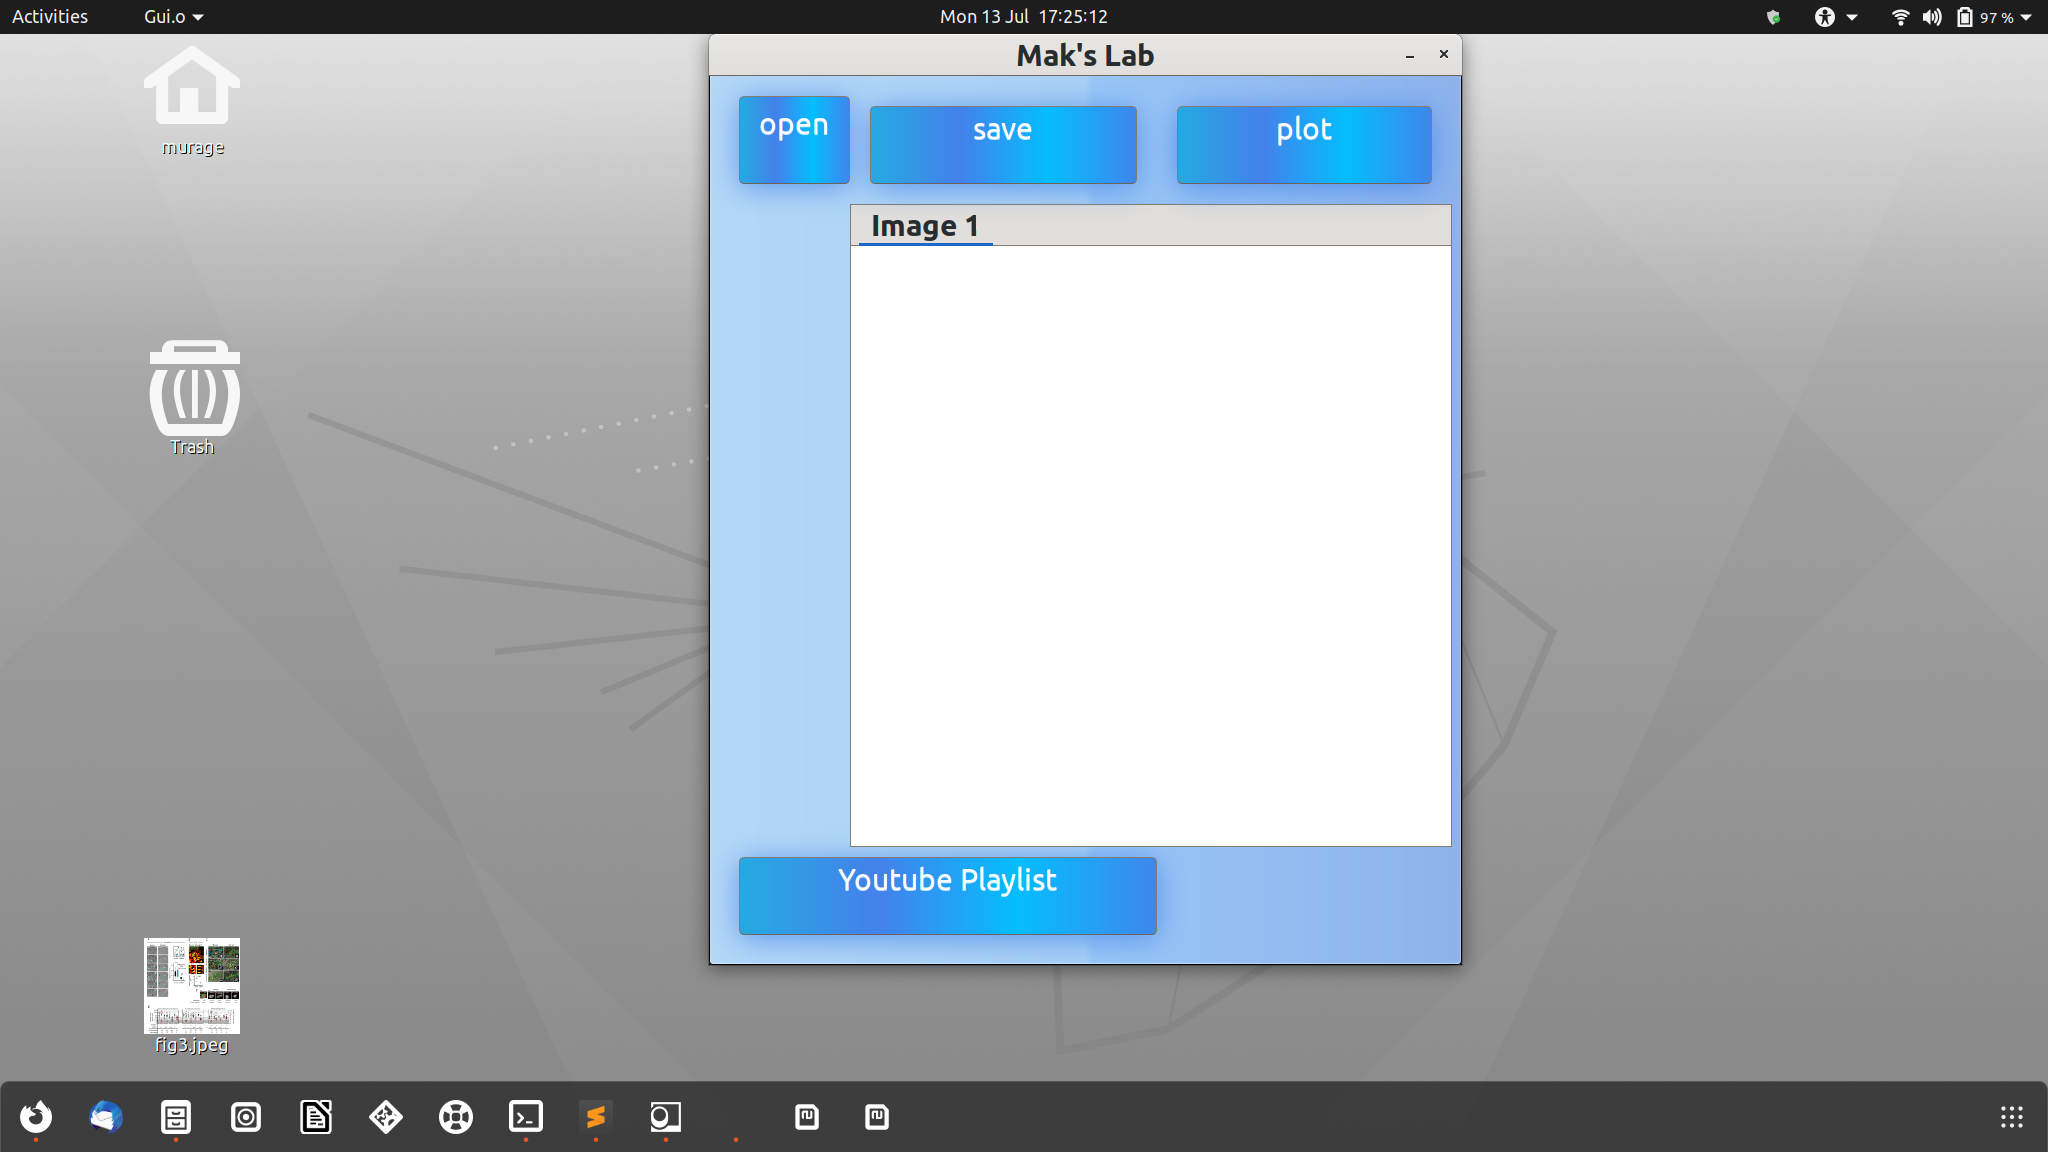 Activities
Gui.o
Mon 13 Jul 17:25:12
97 %
murage
Trash
fig3.jpeg
Mak's Lab
open
save
plot
Image 1
Youtube Playlist